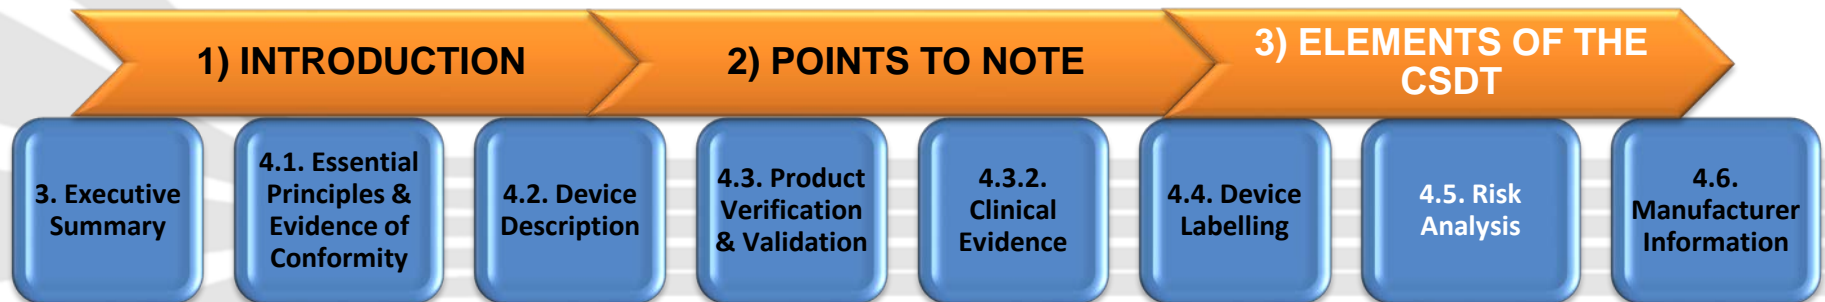 1) INTRODUCTION
2) POINTS TO NOTE
3) ELEMENTS OF THE
CSDT
3. Executive
Summary
4.1. Essential
Principles &
Evidence of
Conformity
4.2. Device
Description
4.3. Product
Verification
& Validation
4.3.2.
Clinical
Evidence
4.4. Device
Labelling
4.5. Risk
Analysis
4.6.
Manufacturer
Information